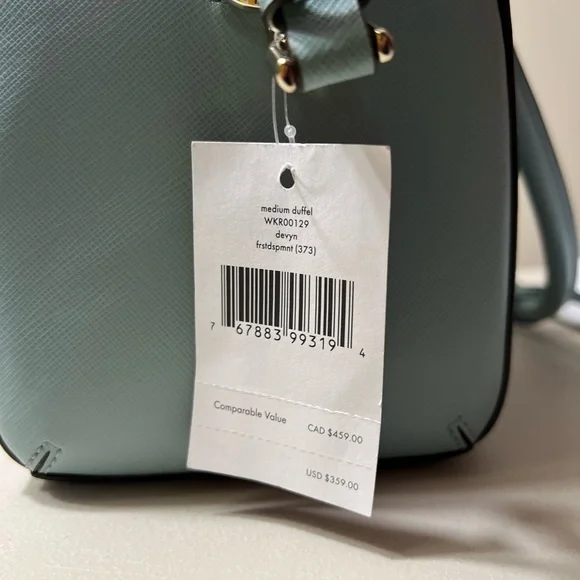 medium duffel
WKR00129
devyn
frstdspmnt (373)
7 67883 99319 4
Comparable Value CAD $459.00
USD $359.00